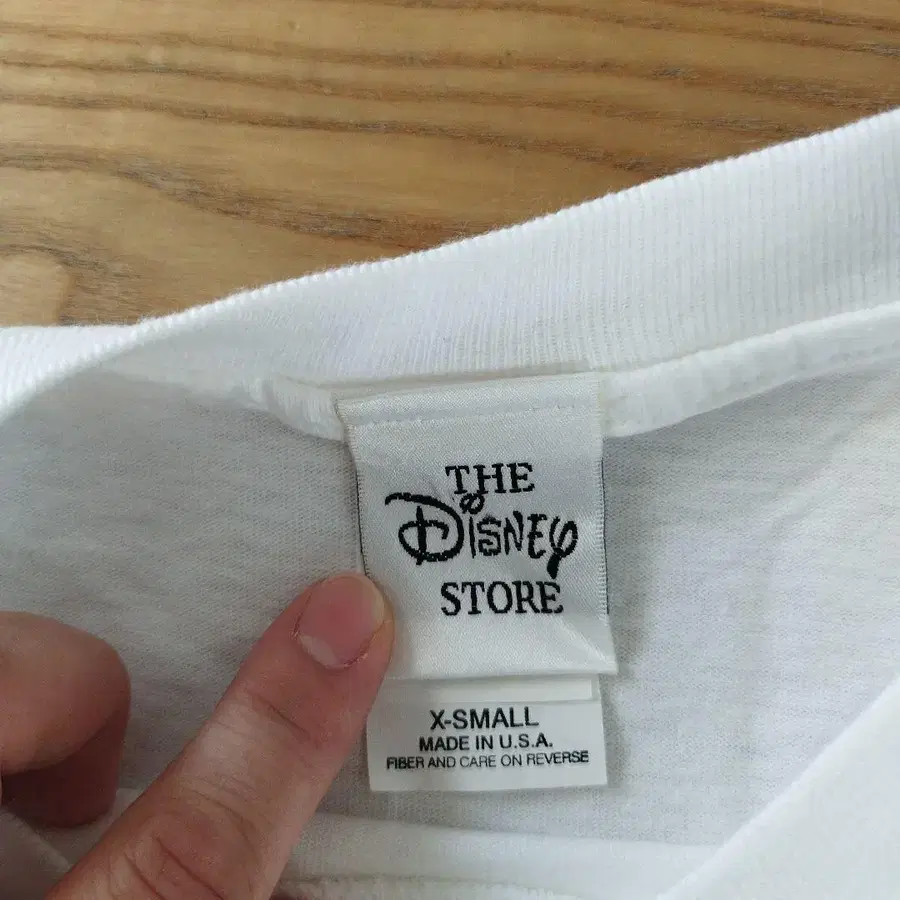 THE
Disney
STORE
X-SMALL
MADE IN U.S.A.
FIBER AND CARE ON REVERSE